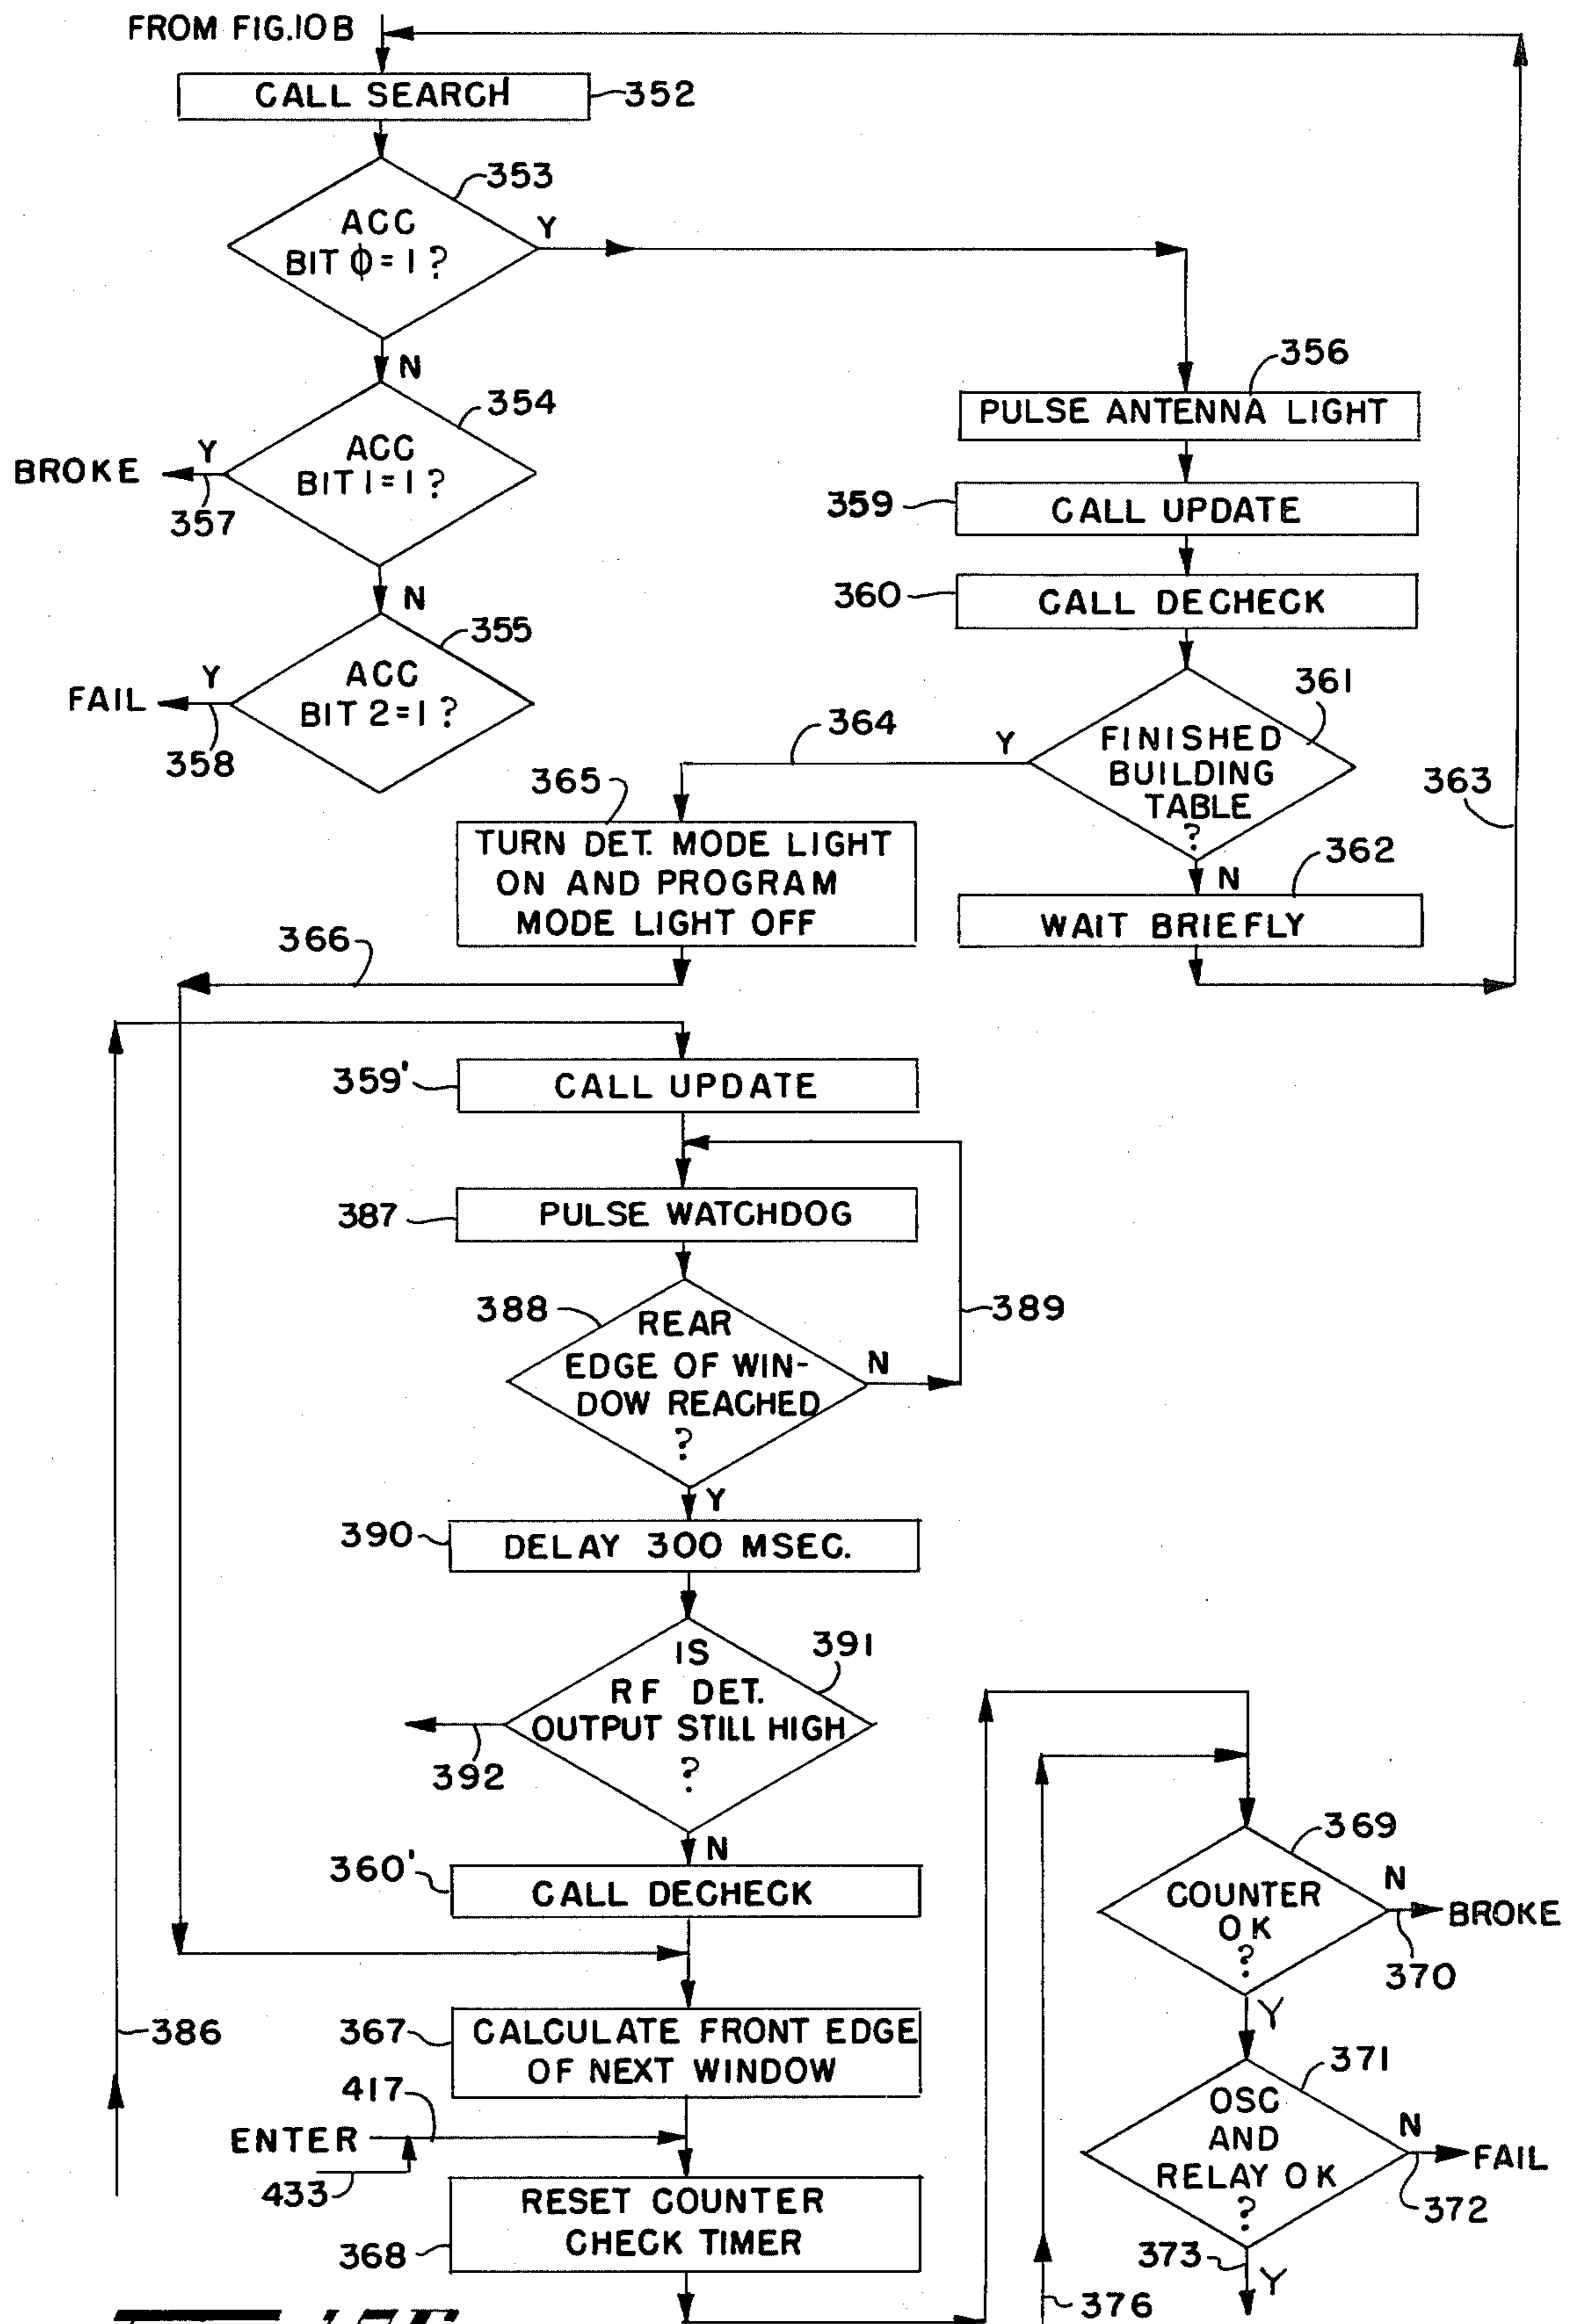 FROM FIG.10B
CALL SEARCH
352
353
ACC
BIT ϕ = 1 ?
Y
N
354
ACC
BIT 1 = 1 ?
Y
BROKE
357
N
355
ACC
BIT 2 = 1 ?
Y
FAIL
358
356
PULSE ANTENNA LIGHT
359
CALL UPDATE
360
CALL DECHECK
361
FINISHED
BUILDING
TABLE
?
Y
364
N
362
WAIT BRIEFLY
363
365
TURN DET. MODE LIGHT
ON AND PROGRAM
MODE LIGHT OFF
366
359'
CALL UPDATE
387
PULSE WATCHDOG
388
REAR
EDGE OF WIN-
DOW REACHED
?
N
389
Y
390
DELAY 300 MSEC.
391
IS
RF DET.
OUTPUT STILL HIGH
?
392
N
360'
CALL DECHECK
386
367
CALCULATE FRONT EDGE
OF NEXT WINDOW
417
ENTER
433
RESET COUNTER
CHECK TIMER
368
369
COUNTER
OK
?
N
BROKE
370
Y
371
OSC
AND
RELAY OK
?
N
FAIL
372
373
Y
376